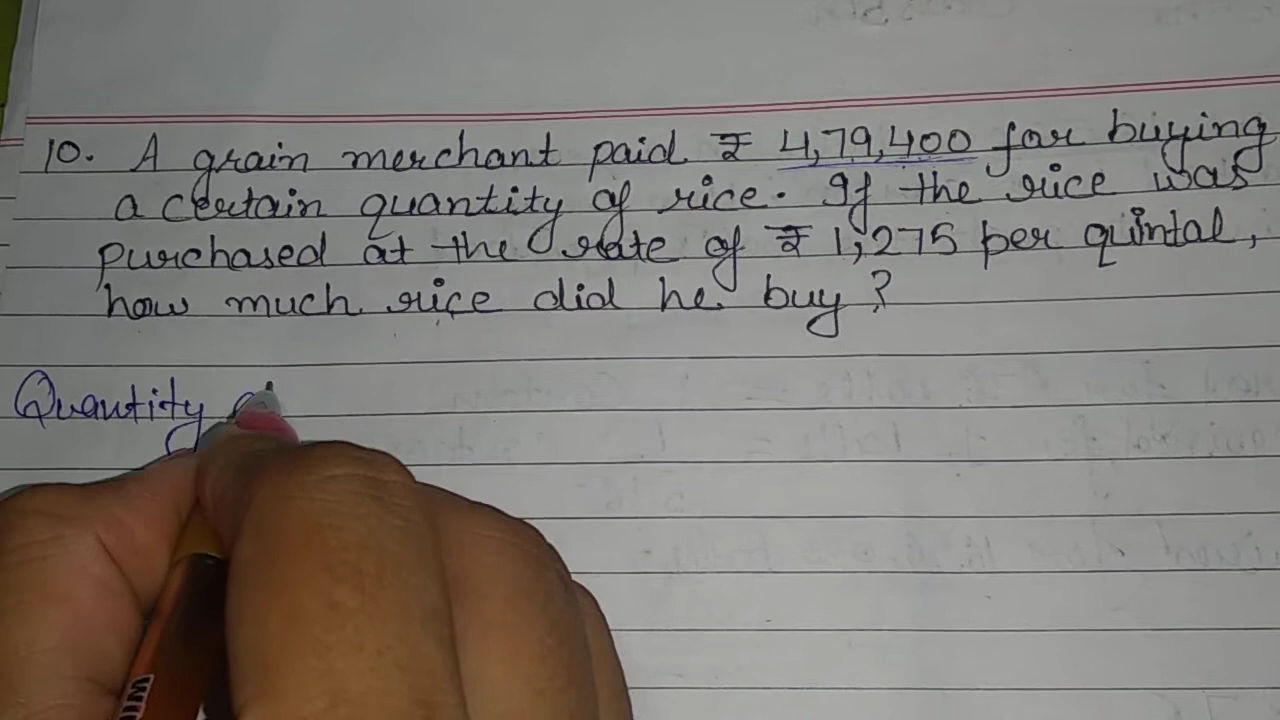 10. A grain merchant paid ₹ 4,79,400 for buying
a certain quantity of rice. If the rice was
purchased at the rate of ₹ 1,275 per quintal,
how much rice did he buy?
Quantity